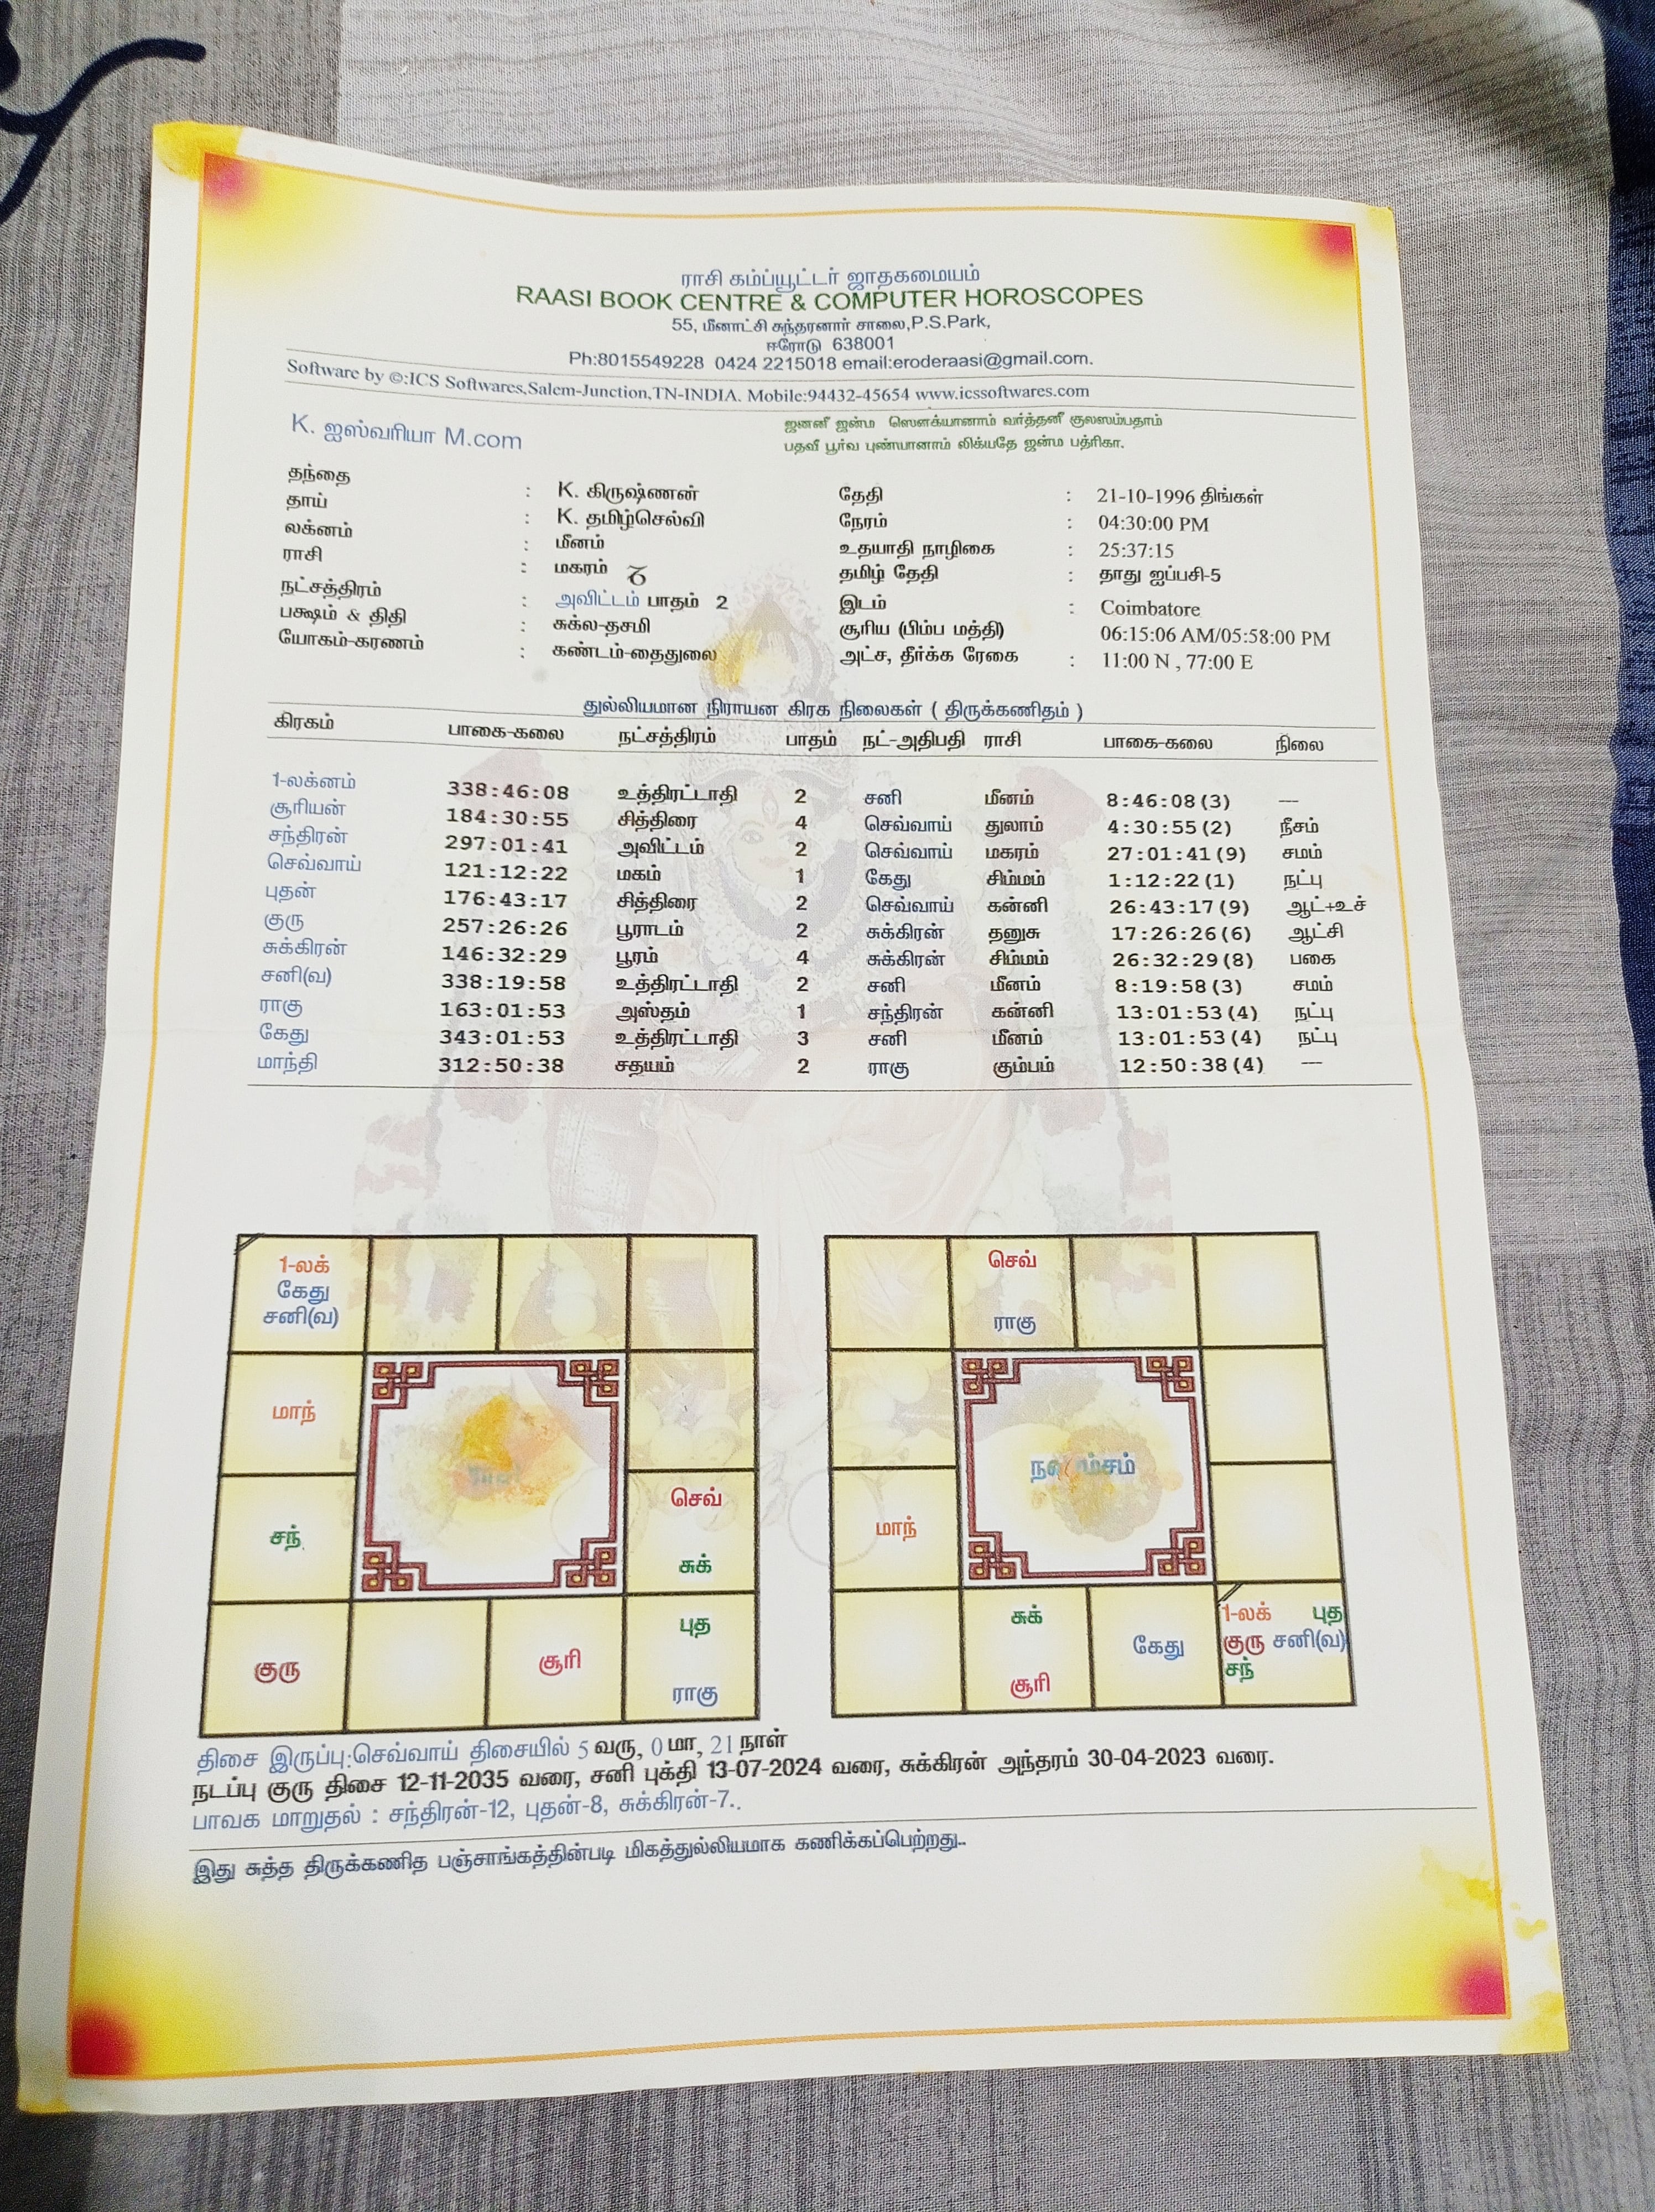 ராசி கம்ப்யூட்டர் ஜாதகமையம்
RAASI BOOK CENTRE & COMPUTER HOROSCOPES
55, மீனாட்சி சுந்தரனார் சாலை,P.S.Park,
ஈரோடு 638001
Ph:8015549228 0424 2215018 email:eroderaasi@gmail.com.
Software by ©:ICS Softwares,Salem-Junction,TN-INDIA. Mobile:94432-45654 www.icssoftwares.com
K. ஐஸ்வரியா M.com
ஜனனீ ஜன்ம ஸௌக்யானாம் வர்த்தனீ குலஸம்பதாம்
பதவீ பூர்வ புண்யானாம் லிக்யதே ஜன்ம பத்ரிகா.
தந்தை : K. கிருஷ்ணன்
தாய் : K. தமிழ்செல்வி
லக்னம் : மீனம்
ராசி : மகரம்
நட்சத்திரம் : அவிட்டம் பாதம் 2
பக்ஷம் & திதி : சுக்ல-தசமி
யோகம்-கரணம் : கண்டம்-தைதுலை
தேதி : 21-10-1996 திங்கள்
நேரம் : 04:30:00 PM
உதயாதி நாழிகை : 25:37:15
தமிழ் தேதி : தாது ஐப்பசி-5
இடம் : Coimbatore
சூரிய (பிம்ப மத்தி) 06:15:06 AM/05:58:00 PM
அட்ச, தீர்க்க ரேகை : 11:00 N , 77:00 E
துல்லியமான நிராயன கிரக நிலைகள் ( திருக்கணிதம் )
கிரகம் பாகை-கலை நட்சத்திரம் பாதம் நட்-அதிபதி ராசி பாகை-கலை நிலை
1-லக்னம் 338:46:08 உத்திரட்டாதி 2 சனி மீனம் 8:46:08(3) ---
சூரியன் 184:30:55 சித்திரை 4 செவ்வாய் துலாம் 4:30:55(2) நீசம்
சந்திரன் 297:01:41 அவிட்டம் 2 செவ்வாய் மகரம் 27:01:41(9) சமம்
செவ்வாய் 121:12:22 மகம் 1 கேது சிம்மம் 1:12:22(1) நட்பு
புதன் 176:43:17 சித்திரை 2 செவ்வாய் கன்னி 26:43:17(9) ஆட்+உச்
குரு 257:26:26 பூராடம் 2 சுக்கிரன் தனுசு 17:26:26(6) ஆட்சி
சுக்கிரன் 146:32:29 பூரம் 4 சுக்கிரன் சிம்மம் 26:32:29(8) பகை
சனி(வ) 338:19:58 உத்திரட்டாதி 2 சனி மீனம் 8:19:58(3) சமம்
ராகு 163:01:53 அஸ்தம் 1 சந்திரன் கன்னி 13:01:53(4) நட்பு
கேது 343:01:53 உத்திரட்டாதி 3 சனி மீனம் 13:01:53(4) நட்பு
மாந்தி 312:50:38 சதயம் 2 ராகு கும்பம் 12:50:38(4) ---
1-லக்
கேது
சனி(வ)
மாந்
சந்
செவ்
சுக்
குரு
சூரி
புத
ராகு
செவ்
ராகு
மாந்
சுக்
சூரி
கேது
1-லக் புத
குரு சனி(வ)
சந்
திசை இருப்பு:செவ்வாய் திசையில் 5 வரு, 0 மா, 21 நாள்
நடப்பு குரு திசை 12-11-2035 வரை, சனி புக்தி 13-07-2024 வரை, சுக்கிரன் அந்தரம் 30-04-2023 வரை.
பாவக மாறுதல் : சந்திரன்-12, புதன்-8, சுக்கிரன்-7..
இது சுத்த திருக்கணித பஞ்சாங்கத்தின்படி மிகத்துல்லியமாக கணிக்கப்பெற்றது..